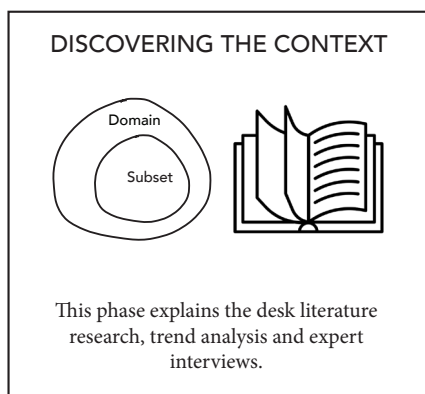 DISCOVERING THE CONTEXT
Domain
Subset
This phase explains the desk literature
research, trend analysis and expert
interviews.